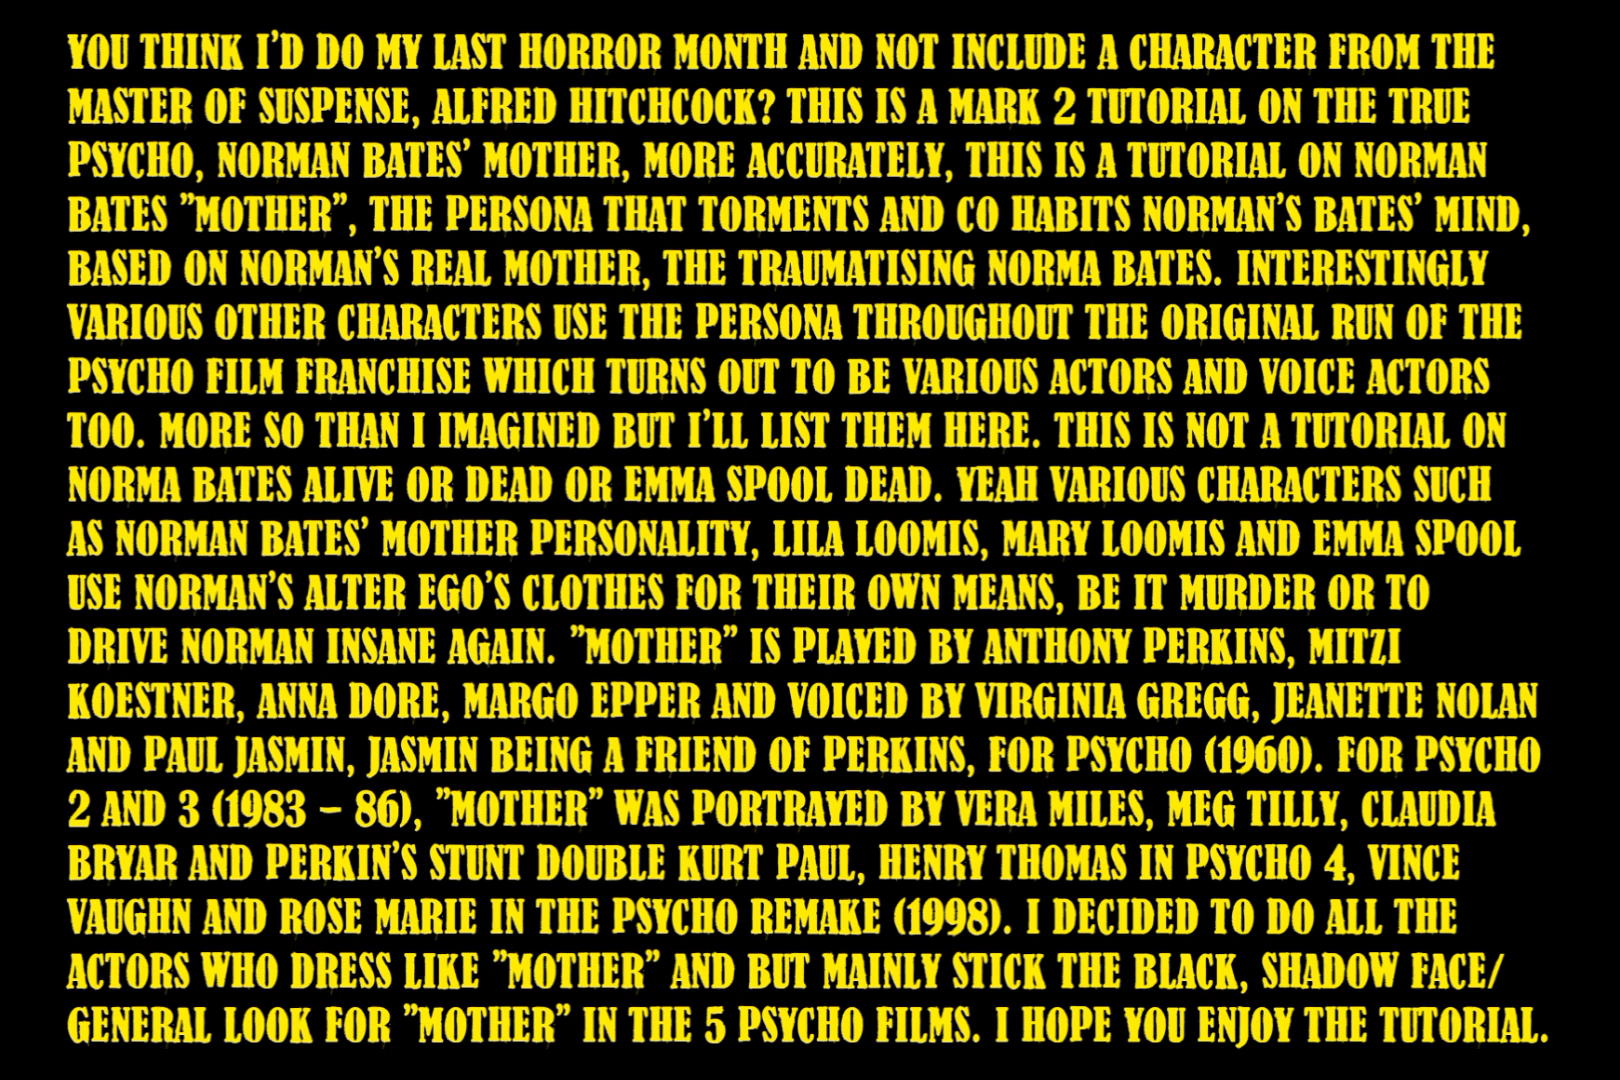 YOU THINK I'D DO MY LAST HORROR MONTH AND NOT INCLUDE A CHARACTER FROM THE
MASTER OF SUSPENSE, ALFRED HITCHCOCK? THIS IS A MARK 2 TUTORIAL ON THE TRUE
PSYCHO, NORMAN BATES' MOTHER, MORE ACCURATELY, THIS IS A TUTORIAL ON NORMAN
BATES "MOTHER", THE PERSONA THAT TORMENTS AND CO HABITS NORMAN'S BATES' MIND,
BASED ON NORMAN'S REAL MOTHER, THE TRAUMATISING NORMA BATES. INTERESTINGLY
VARIOUS OTHER CHARACTERS USE THE PERSONA THROUGHOUT THE ORIGINAL RUN OF THE
PSYCHO FILM FRANCHISE WHICH TURNS OUT TO BE VARIOUS ACTORS AND VOICE ACTORS
TOO. MORE SO THAN I IMAGINED BUT I'LL LIST THEM HERE. THIS IS NOT A TUTORIAL ON
NORMA BATES ALIVE OR DEAD OR EMMA SPOOL DEAD. YEAH VARIOUS CHARACTERS SUCH
AS NORMAN BATES' MOTHER PERSONALITY, LILA LOOMIS, MARY LOOMIS AND EMMA SPOOL
USE NORMAN'S ALTER EGO'S CLOTHES FOR THEIR OWN MEANS, BE IT MURDER OR TO
DRIVE NORMAN INSANE AGAIN. "MOTHER" IS PLAYED BY ANTHONY PERKINS, MITZI
KOESTNER, ANNA DORE, MARGO EPPER AND VOICED BY VIRGINIA GREGG, JEANETTE NOLAN
AND PAUL JASMIN, JASMIN BEING A FRIEND OF PERKINS, FOR PSYCHO (1960). FOR PSYCHO
2 AND 3 (1983 – 86), "MOTHER" WAS PORTRAYED BY VERA MILES, MEG TILLY, CLAUDIA
BRYAR AND PERKIN'S STUNT DOUBLE KURT PAUL, HENRY THOMAS IN PSYCHO 4, VINCE
VAUGHN AND ROSE MARIE IN THE PSYCHO REMAKE (1998). I DECIDED TO DO ALL THE
ACTORS WHO DRESS LIKE "MOTHER" AND BUT MAINLY STICK THE BLACK, SHADOW FACE/
GENERAL LOOK FOR "MOTHER" IN THE 5 PSYCHO FILMS. I HOPE YOU ENJOY THE TUTORIAL.